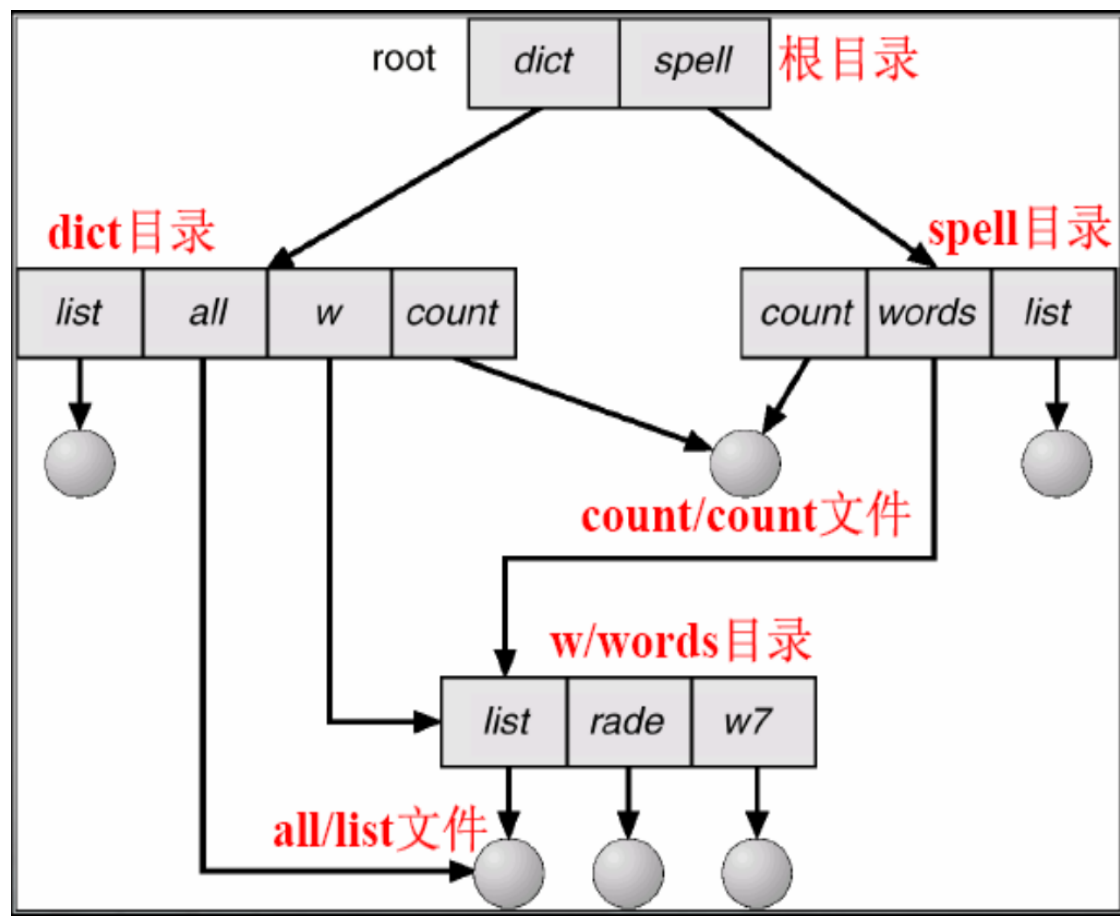 root dict spell 根目录
dict目录 spell目录
list all w count count words list
count/count文件
w/words目录
list rade w7
all/list文件